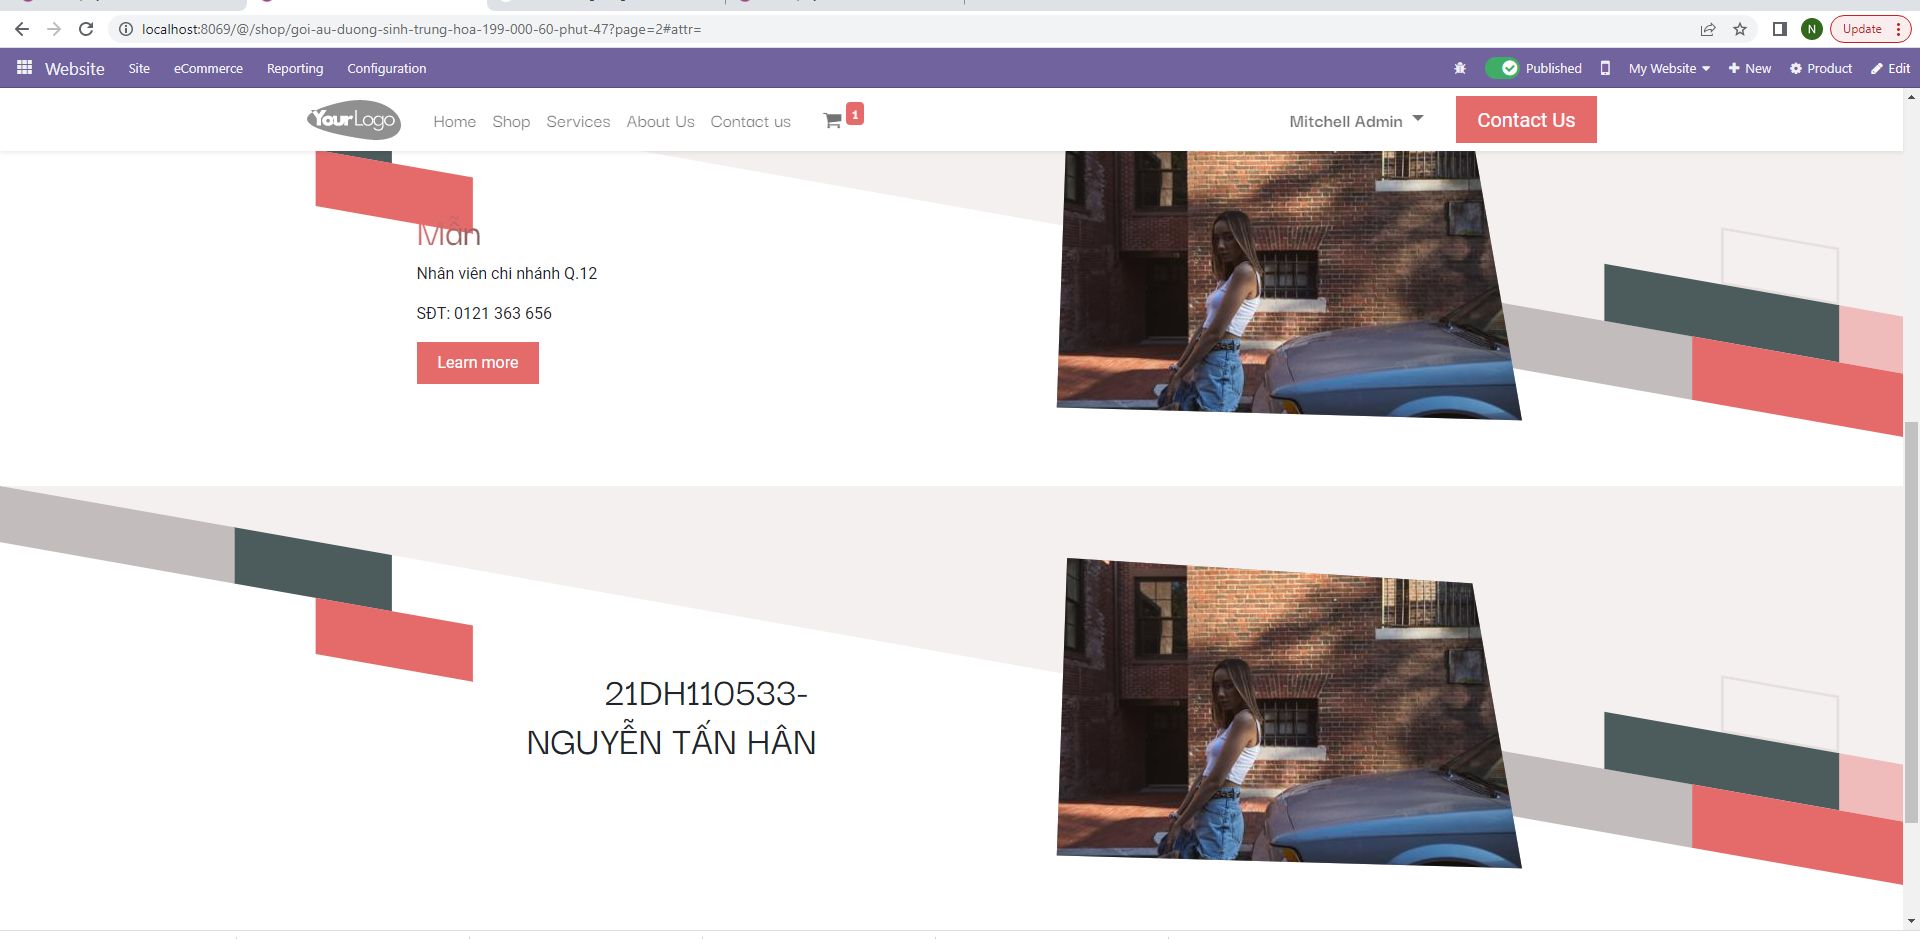 localhost:8069/@/shop/goi-au-duong-sinh-trung-hoa-199-000-60-phut-47?page=2#attr=
N
Update
Website Site eCommerce Reporting Configuration
Published My Website New Product Edit
YourLogo Home Shop Services About Us Contact us 1 Mitchell Admin Contact Us
Mẫn
Nhân viên chi nhánh Q.12
SĐT: 0121 363 656
Learn more
21DH110533-
NGUYỄN TẤN HÂN